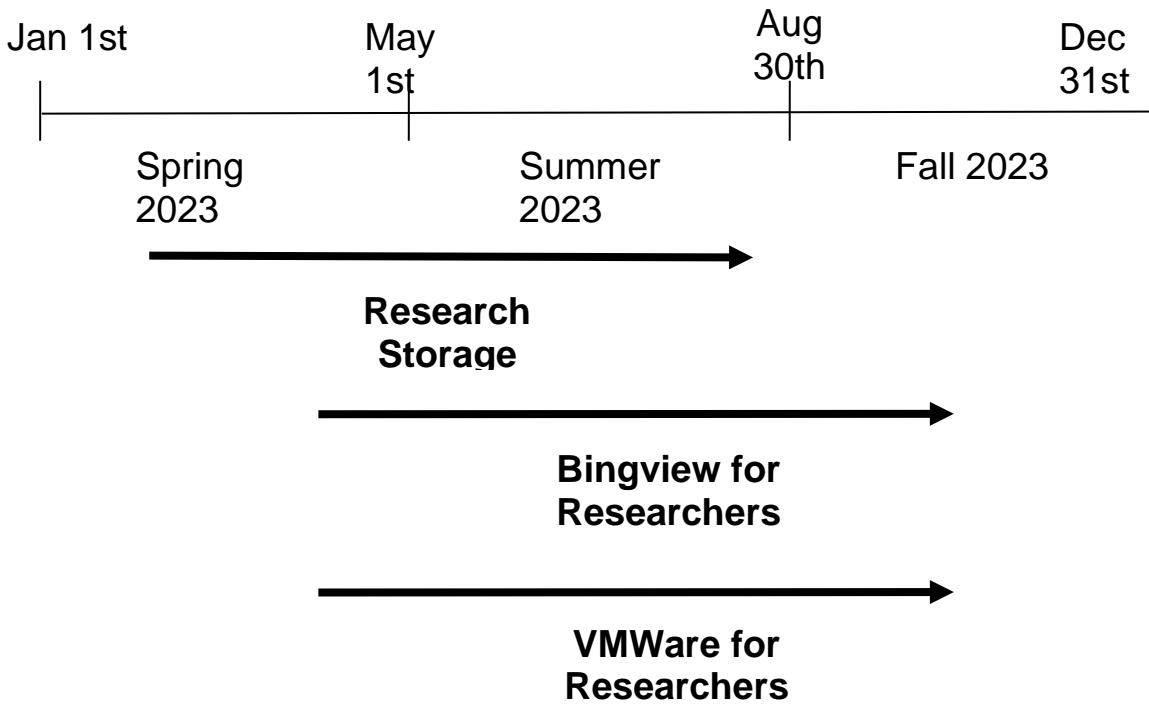 Jan 1st
May
1st
Aug
30th
Dec
31st
Spring
2023
Summer
2023
Fall 2023
Research
Storage
Bingview for
Researchers
VMWare for
Researchers